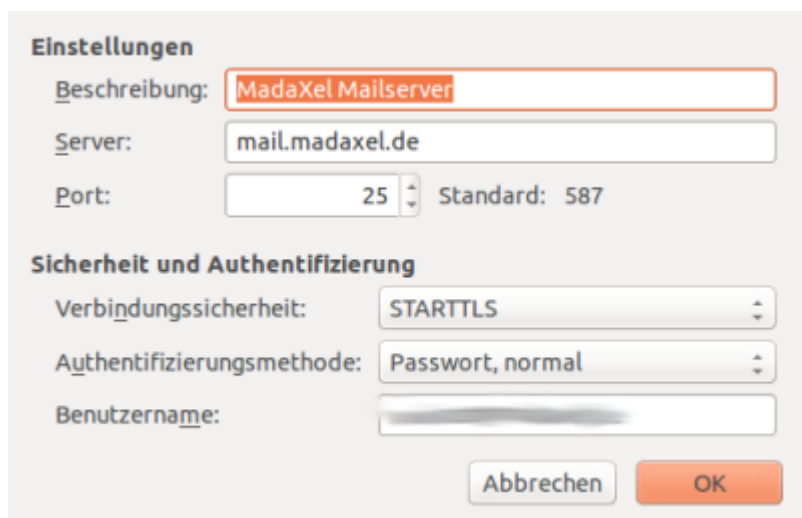 Einstellungen
Beschreibung: MadaXel Mailserver
Server: mail.madaxel.de
Port: 25 Standard: 587
Sicherheit und Authentifizierung
Verbindungssicherheit: STARTTLS
Authentifizierungsmethode: Passwort, normal
Benutzername:
Abbrechen OK